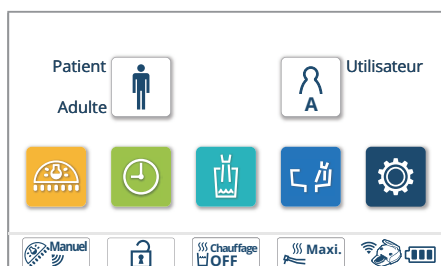 Patient
Utilisateur
Adulte
A
Manuel
Chauffage
OFF
Maxi.